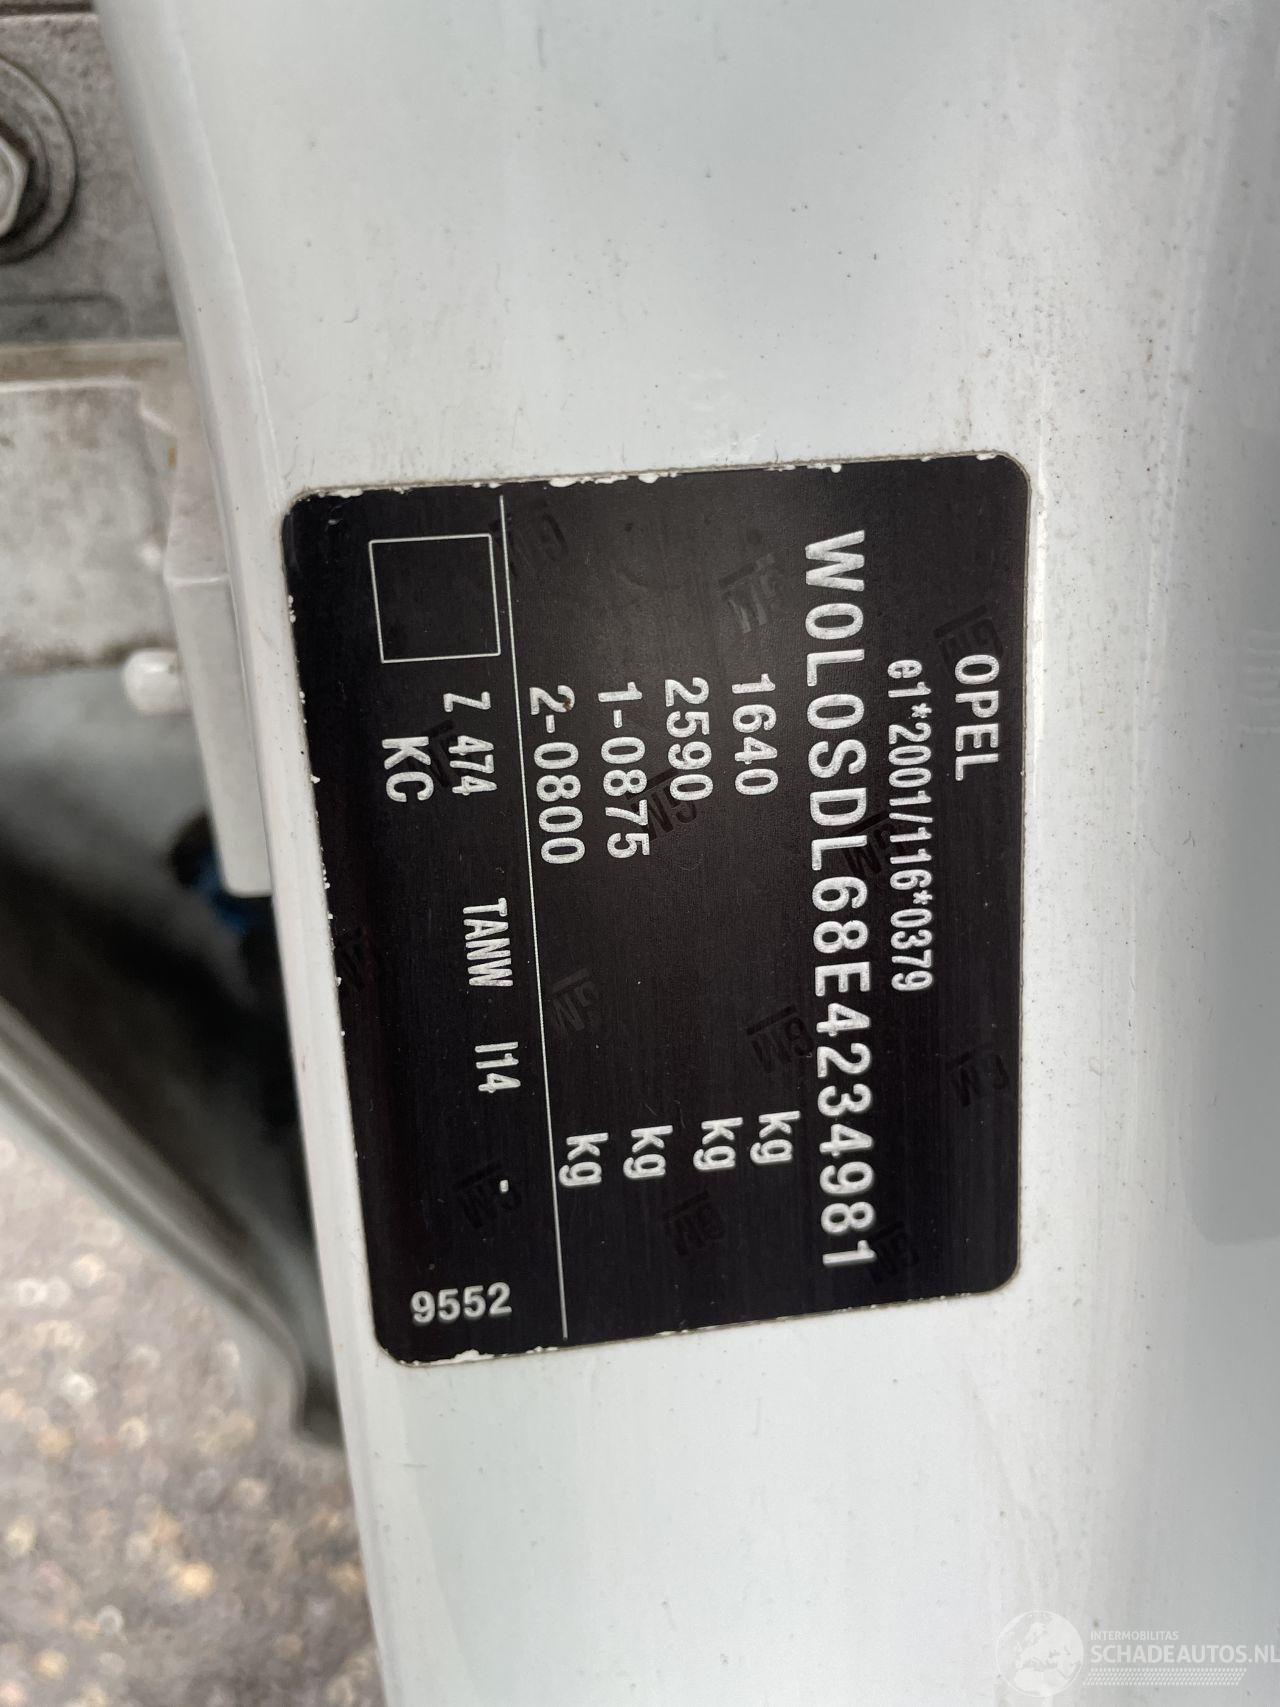 OPEL
e1*2001/116*0379
W0L0SDL68E4234981
1640 kg
2590 kg
1-0875 kg
2-0800 kg
Z 474 TANW I14 -
KC 9552
INTERMOBILITAS
SCHADEAUTOS.NL